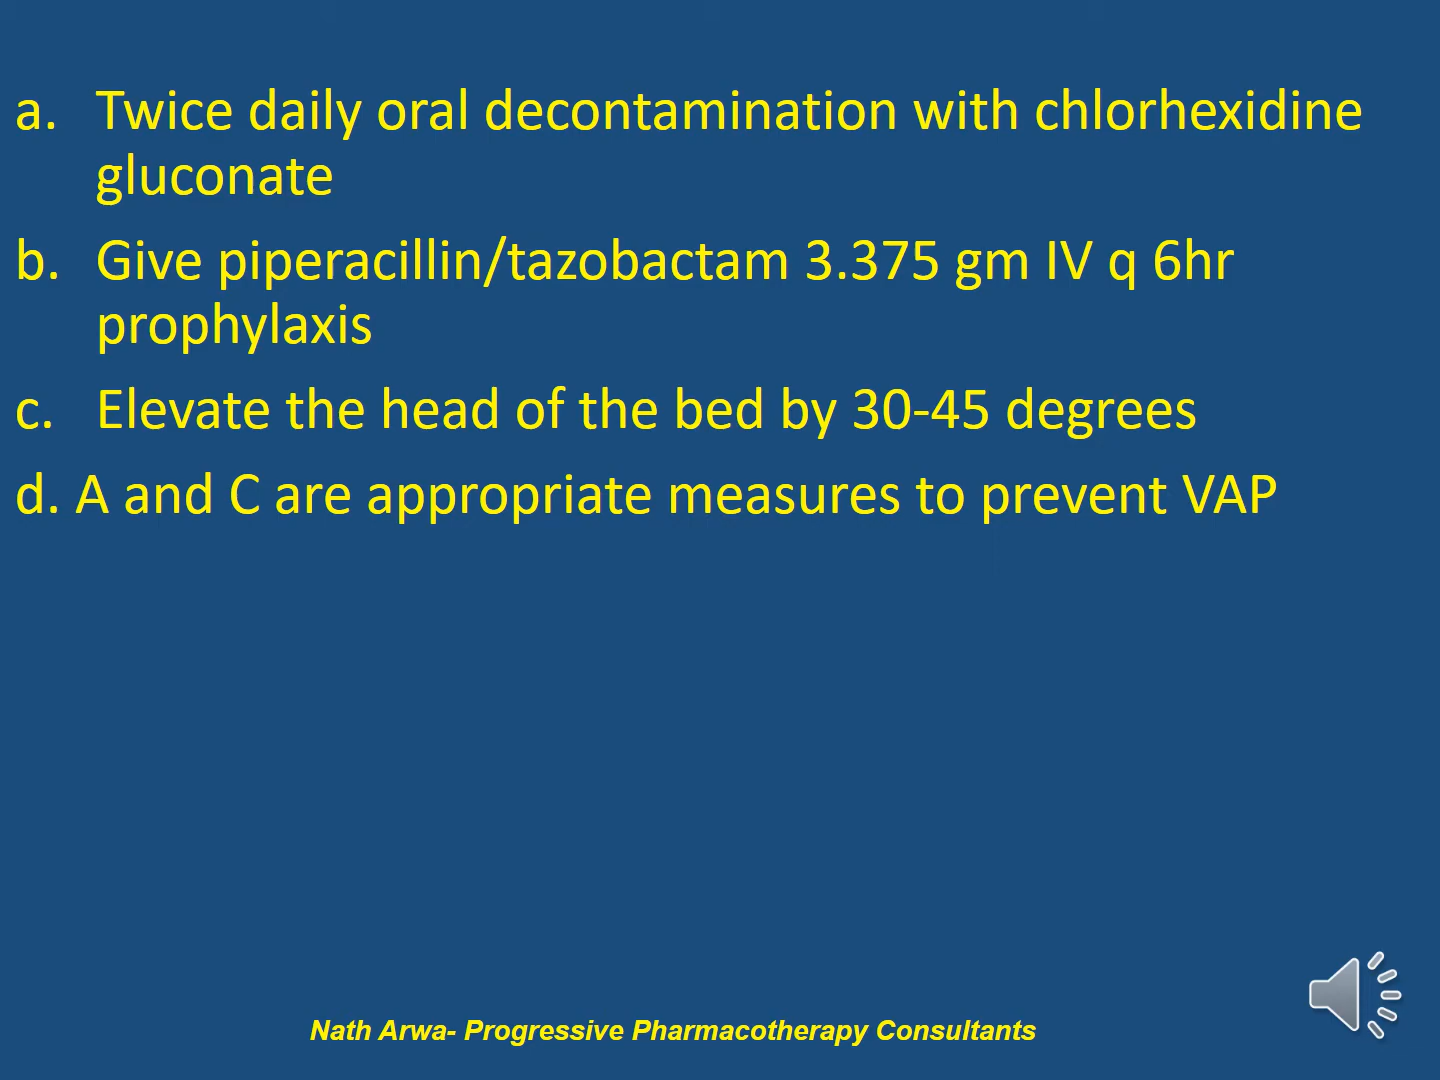 a. Twice daily oral decontamination with chlorhexidine
gluconate
b. Give piperacillin/tazobactam 3.375 gm IV q 6hr
prophylaxis
c. Elevate the head of the bed by 30-45 degrees
d. A and C are appropriate measures to prevent VAP
Nath Arwa- Progressive Pharmacotherapy Consultants